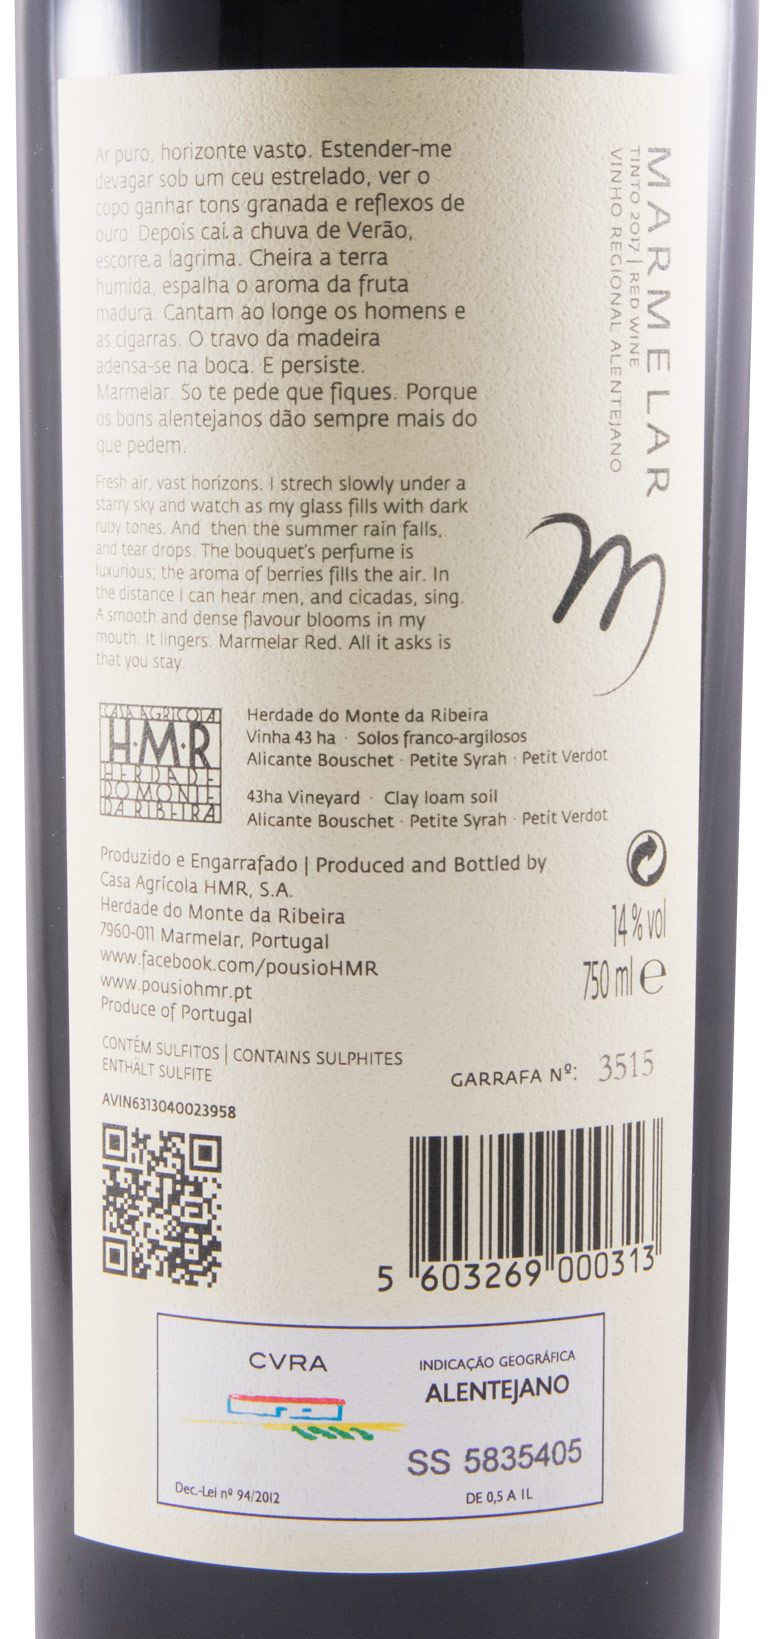 Ar puro, horizonte vasto. Estender-me
devagar sob um ceu estrelado, ver o
copo ganhar tons granada e reflexos de
ouro. Depois cai a chuva de Verão,
escorre a lagrima. Cheira a terra
humida, espalha o aroma da fruta
madura. Cantam ao longe os homens e
as cigarras. O travo da madeira
adensa-se na boca. E persiste.
Marmelar. So te pede que fiques. Porque
os bons alentejanos dão sempre mais do
que pedem.
Fresh air, vast horizons. I strech slowly under a
starry sky and watch as my glass fills with dark
ruby tones. And then the summer rain falls,
and tear drops. The bouquet's perfume is
luxurious; the aroma of berries fills the air. In
the distance I can hear men, and cicadas, sing.
A smooth and dense flavour blooms in my
mouth. It lingers. Marmelar Red. All it asks is
that you stay.
MARMELAR
TINTO 2017 | RED WINE
VINHO REGIONAL ALENTEJANO
m
CASA AGRICOLA
H·M·R
HERDADE
DO MONTE
DA RIBEIRA
Herdade do Monte da Ribeira
Vinha 43 ha · Solos franco-argilosos
Alicante Bouschet · Petite Syrah · Petit Verdot
43ha Vineyard · Clay loam soil
Alicante Bouschet · Petite Syrah · Petit Verdot
Produzido e Engarrafado | Produced and Bottled by
Casa Agrícola HMR, S.A.
Herdade do Monte da Ribeira
7960-011 Marmelar, Portugal
www.facebook.com/pousioHMR
www.pousiohmr.pt
Produce of Portugal
14 % vol
750 ml e
CONTÉM SULFITOS | CONTAINS SULPHITES
ENTHÄLT SULFITE
GARRAFA Nº: 3515
AVIN6313040023958
5 603269 000313
CVRA
Dec.-Lei nº 94/2012
INDICAÇÃO GEOGRÁFICA
ALENTEJANO
SS 5835405
DE 0,5 A 1L